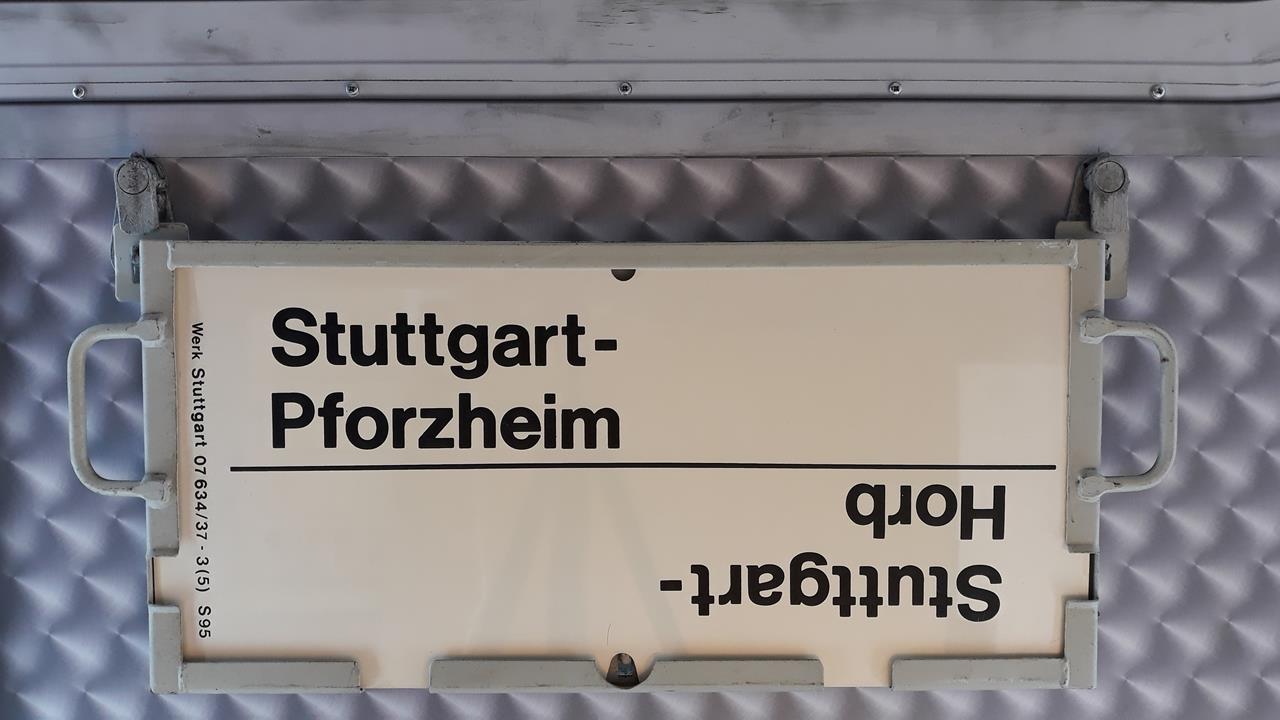 Stuttgart-
Pforzheim
Stuttgart-
Horb
Werk Stuttgart 07 634/37 - 3(5) S95